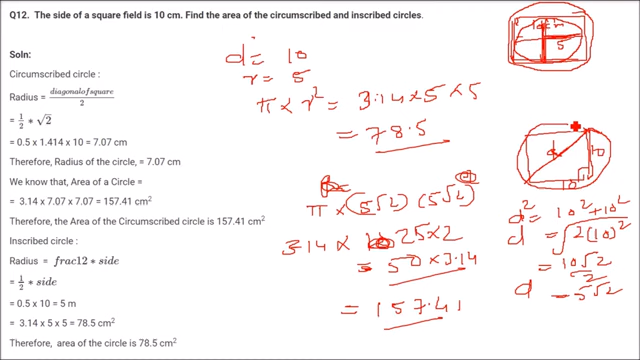 Q12.  The side of a square field is 10 cm. Find the area of the circumscribed and inscribed circles.
Soln:
Circumscribed circle :
Radius = diagonalofsquare / 2
= 1/2 * √2
= 0.5 x 1.414 x 10 = 7.07 cm
Therefore, Radius of the circle = 7.07 cm
We know that, Area of a Circle =
= 3.14 x 7.07 x 7.07 = 157.41 cm²
Therefore, the Area of the Circumscribed circle is 157.41 cm²
Inscribed circle :
Radius = frac12 * side
= 1/2 * side
= 0.5 x 10 = 5 m
= 3.14 x 5 x 5 = 78.5 cm²
Therefore, area of the circle is 78.5 cm²
d = 10
r = 5
π × r² = 3.14 × 5 × 5
= 78.5
π × (5√2) (5√2)
3.14 × 25 × 2
= 50 × 3.14
= 157.41
10
5
d
10
10
d² = 10² + 10²
d = √2(10)²
= 10√2 / 2
d = 5√2